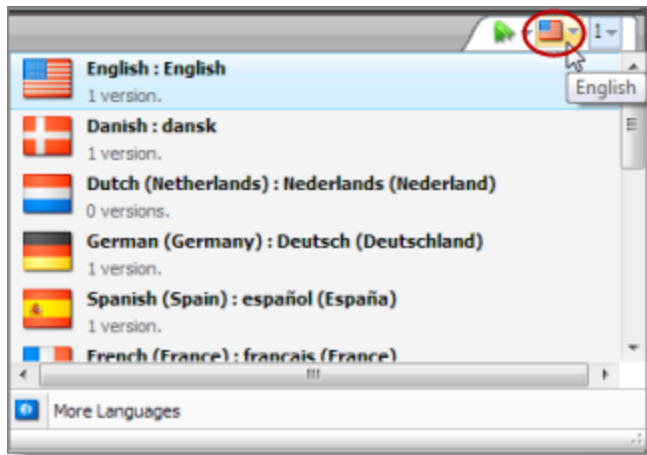 1
English
English : English
1 version.
Danish : dansk
1 version.
Dutch (Netherlands) : Nederlands (Nederland)
0 versions.
German (Germany) : Deutsch (Deutschland)
1 version.
Spanish (Spain) : español (España)
1 version.
French (France) : français (France)
More Languages